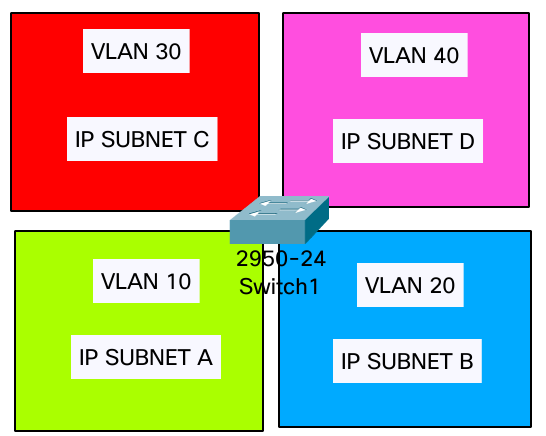 VLAN 30
IP SUBNET C
VLAN 40
IP SUBNET D
2950-24
Switch1
VLAN 10
IP SUBNET A
VLAN 20
IP SUBNET B